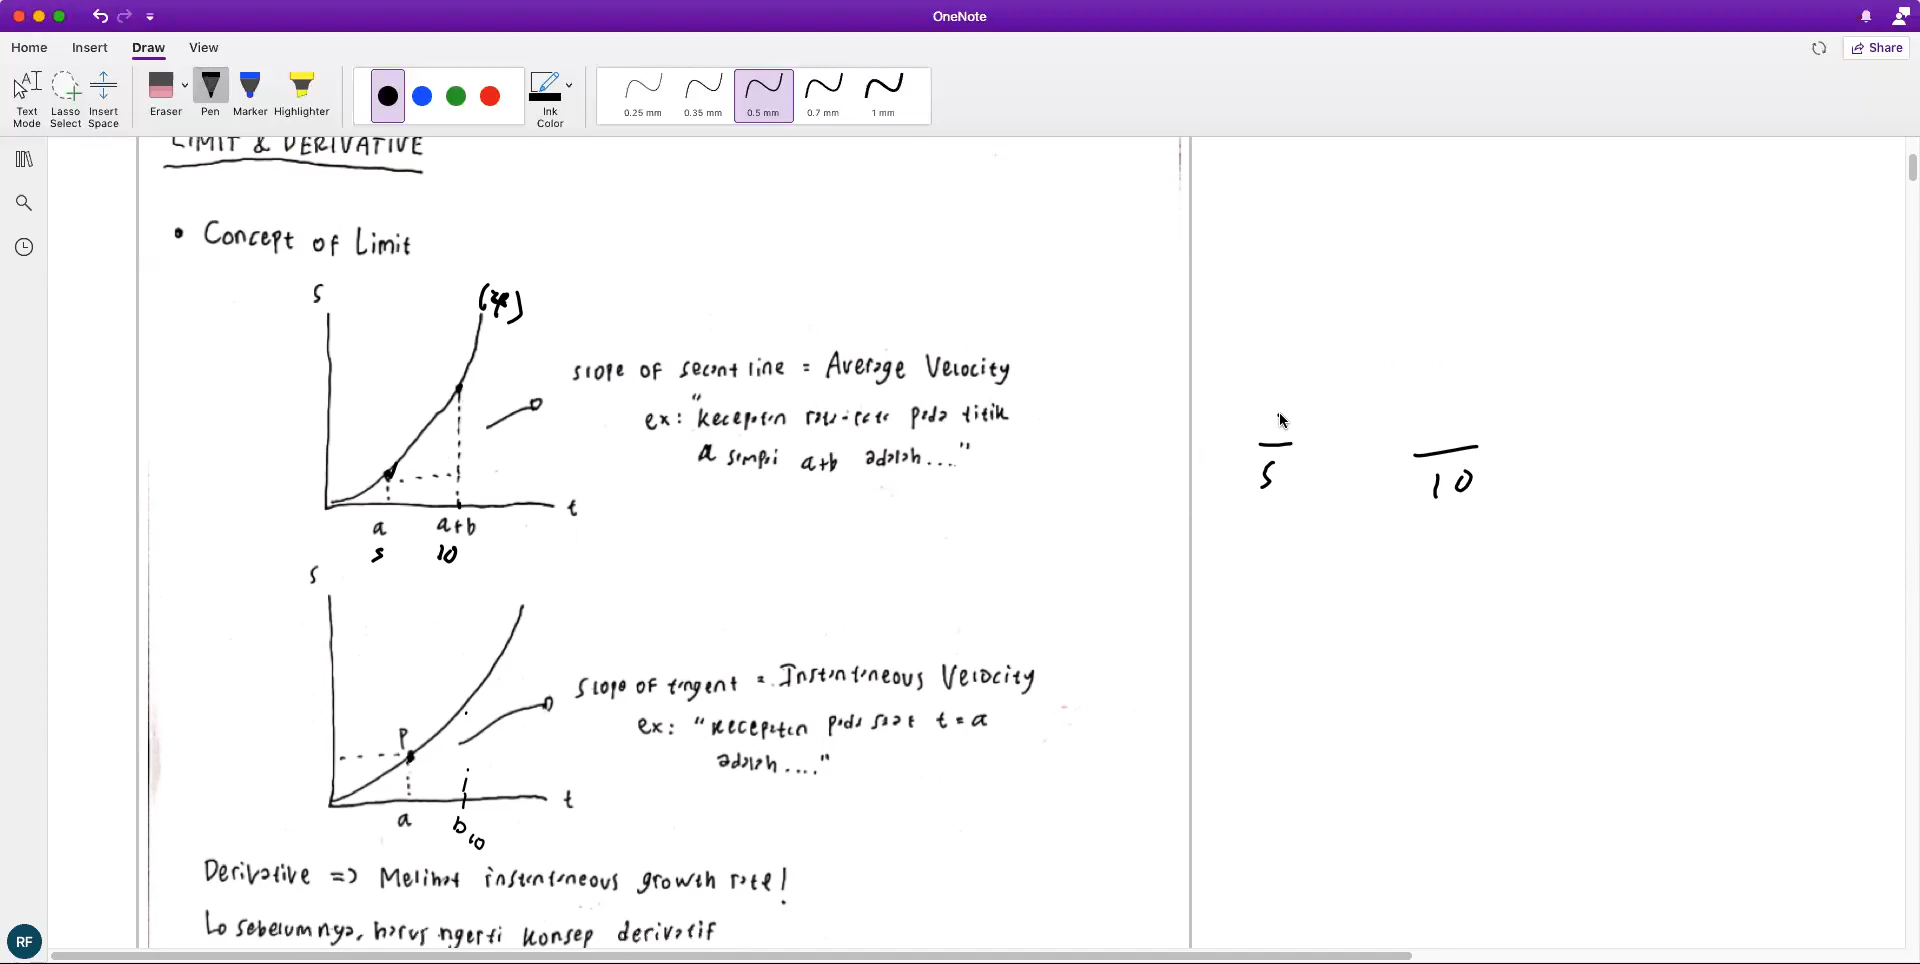 OneNote
Home Insert Draw View
Share
Text Mode
Lasso Select
Insert Space
Eraser
Pen
Marker
Highlighter
Ink Color
0.25 mm
0.35 mm
0.5 mm
0.7 mm
1 mm
LIMIT & DERIVATIVE
• Concept of Limit
s
slope of secant line = Average Velocity
ex: "kecepatan rata-rata pada titik
a sampai a+b adalah...."
t
a a+b
5 10
5 10
s
slope of tangent = Instantaneous Velocity
ex: "kecepatan pada saat t = a
adalah...."
P
t
a b 10
Derivative => Melihat instantaneous growth rate!
Lo sebelumnya, harus ngerti konsep derivatif
RF